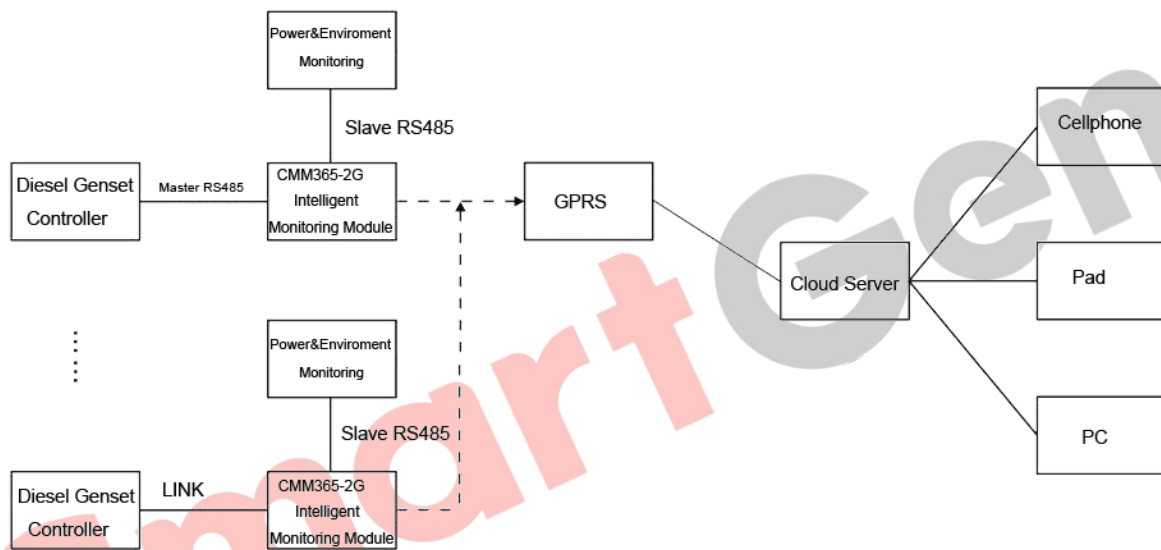 Power&Enviroment
Monitoring
Slave RS485
Cellphone
Diesel Genset
Controller
Master RS485
CMM365-2G
Intelligent
Monitoring Module
GPRS
Cloud Server
Pad
Power&Enviroment
Monitoring
Slave RS485
PC
Diesel Genset
Controller
LINK
CMM365-2G
Intelligent
Monitoring Module
SmartGen